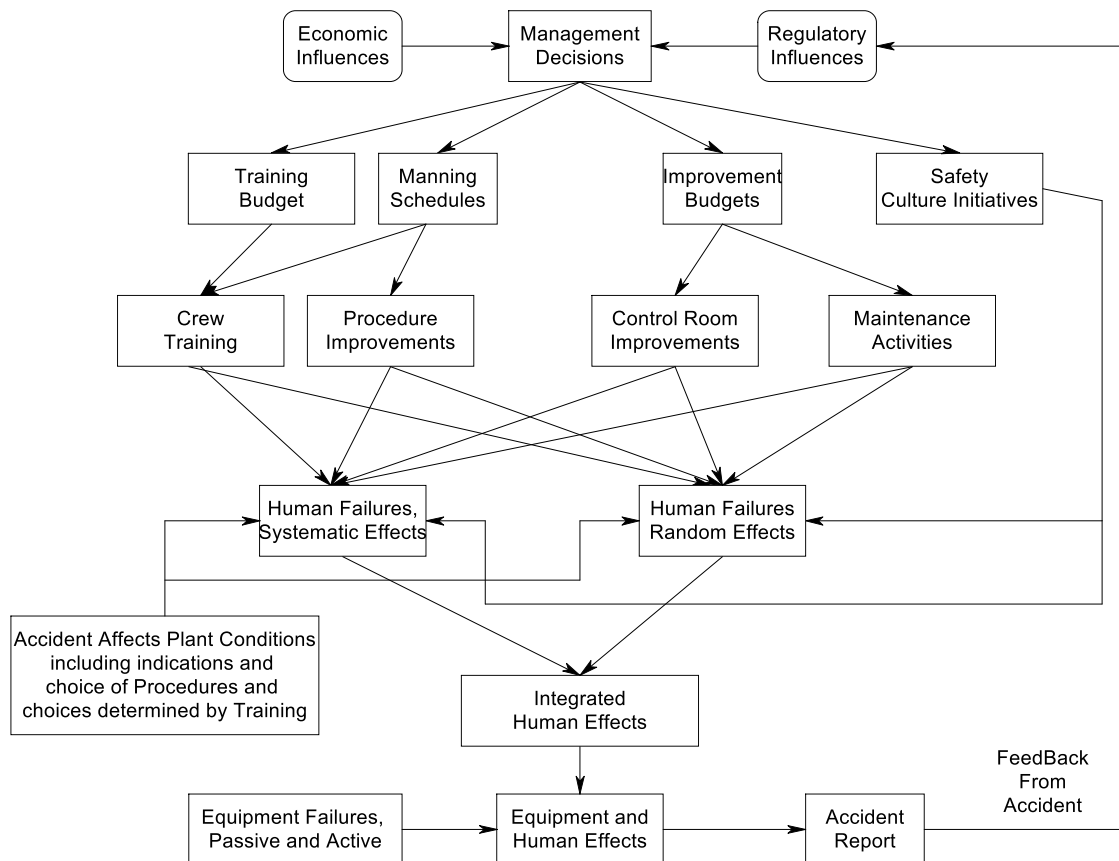 Economic
Influences
Management
Decisions
Regulatory
Influences
Training
Budget
Manning
Schedules
Improvement
Budgets
Safety
Culture Initiatives
Crew
Training
Procedure
Improvements
Control Room
Improvements
Maintenance
Activities
Human Failures,
Systematic Effects
Human Failures
Random Effects
Accident Affects Plant Conditions
including indications and
choice of Procedures and
choices determined by Training
Integrated
Human Effects
FeedBack
From
Accident
Equipment Failures,
Passive and Active
Equipment and
Human Effects
Accident
Report